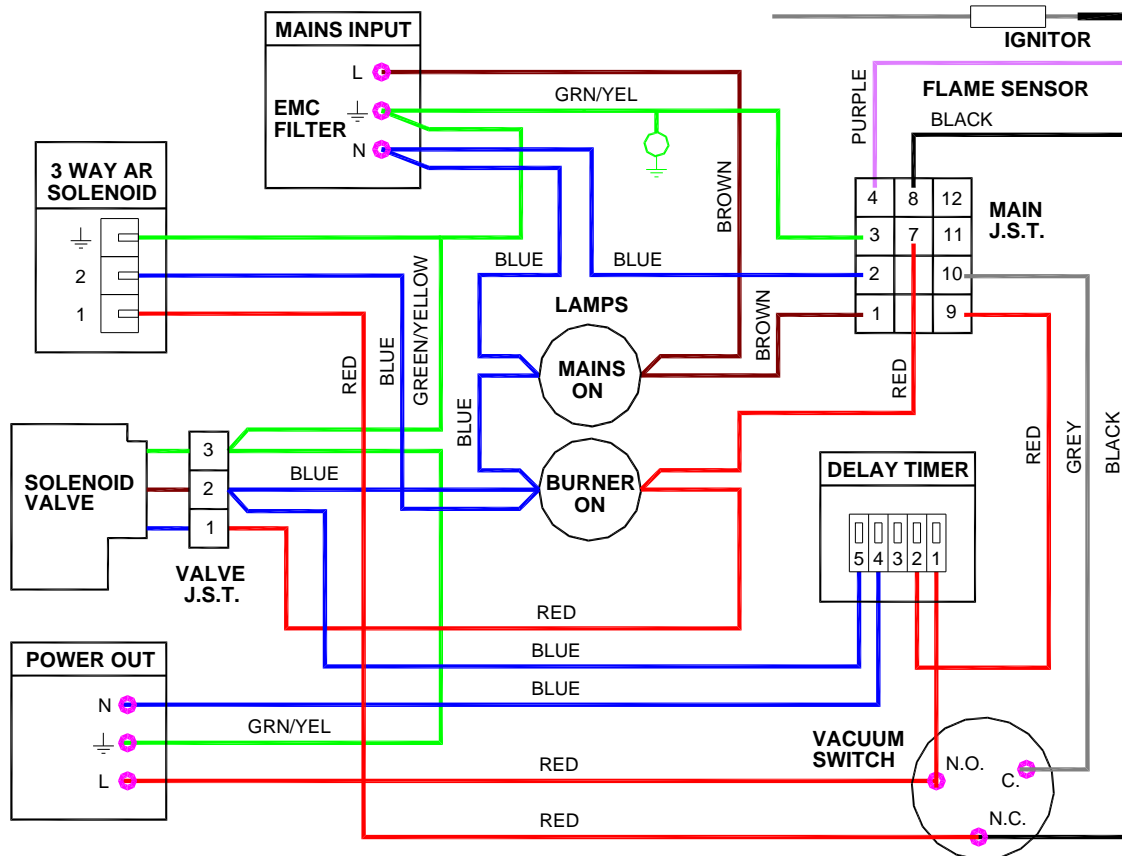 MAINS INPUT
L
EMC
FILTER
N
GRN/YEL
IGNITOR
FLAME SENSOR
PURPLE
BLACK
3 WAY AR
SOLENOID
2
1
BROWN
4 8 12
3 7 11
2 10
1 9
MAIN
J.S.T.
BLUE
BLUE
LAMPS
MAINS
ON
BROWN
RED
BLUE
GREEN/YELLOW
BLUE
RED
RED
GREY
BLACK
SOLENOID
VALVE
3
2
1
BLUE
BURNER
ON
VALVE
J.S.T.
DELAY TIMER
5 4 3 2 1
RED
BLUE
BLUE
POWER OUT
N
GRN/YEL
L
RED
VACUUM
SWITCH
N.O.
C.
N.C.
RED